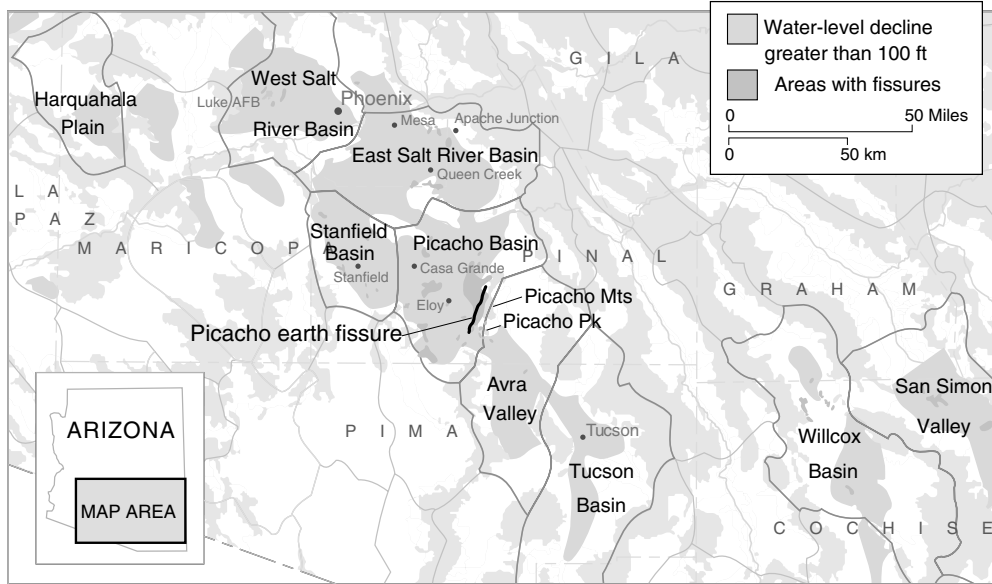 Water-level decline
greater than 100 ft
Areas with fissures
0 50 Miles
0 50 km
G I L A
West Salt
River Basin
Harquahala
Plain
Luke AFB
Phoenix
Mesa
Apache Junction
East Salt River Basin
Queen Creek
L A
P A Z
M A R I C O P A
Stanfield
Basin
Stanfield
Picacho Basin
Casa Grande
P I N A L
Eloy
Picacho Mts
Picacho Pk
Picacho earth fissure
G R A H A M
Avra
Valley
San Simon
Valley
ARIZONA
MAP AREA
P I M A
Tucson
Tucson
Basin
Willcox
Basin
C O C H I S E